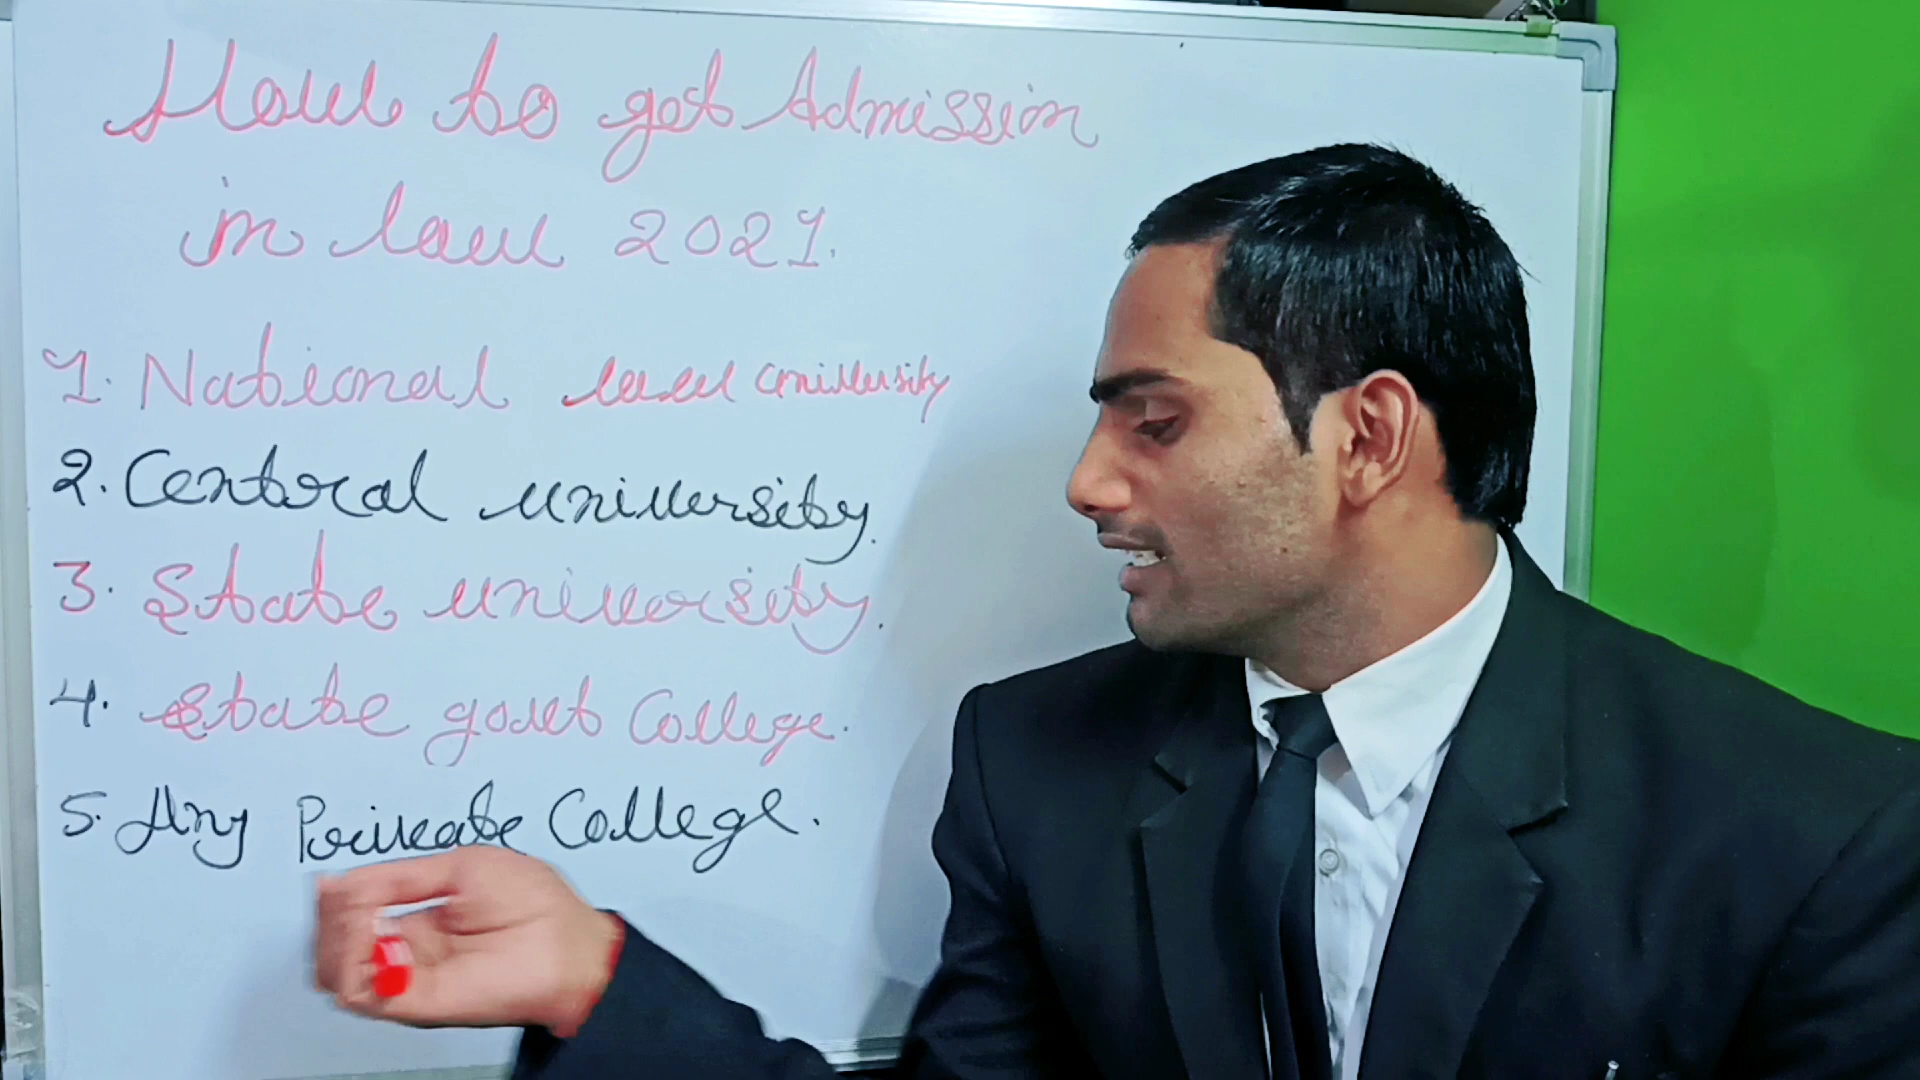 How to get Admission
in law 2021.
1. National law university
2. Central university.
3. State university.
4. State govt College.
5. Any Private College.